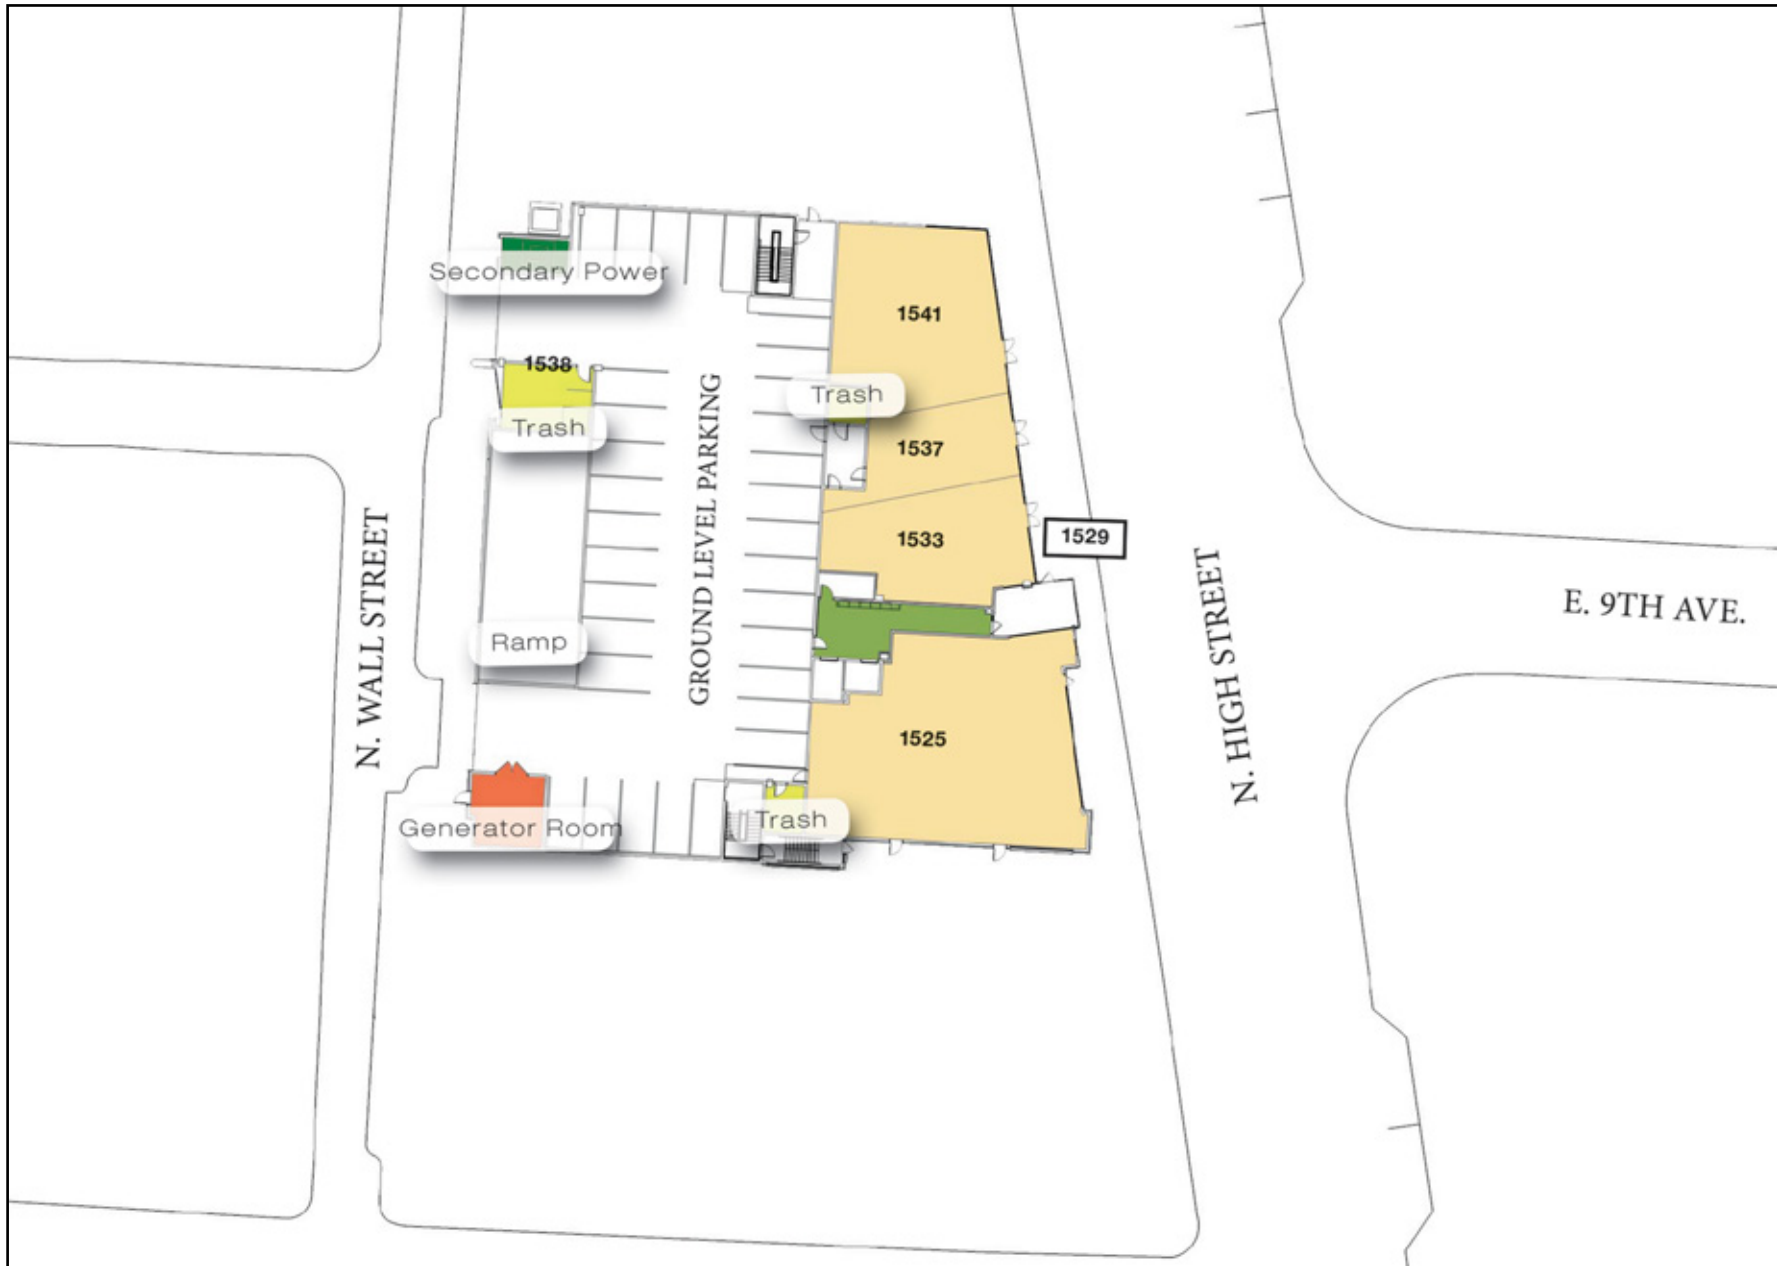 Secondary Power
1541
1538
Trash
Trash
1537
N. WALL STREET
GROUND LEVEL PARKING
1533
1529
N. HIGH STREET
E. 9TH AVE.
Ramp
1525
Generator Room
Trash